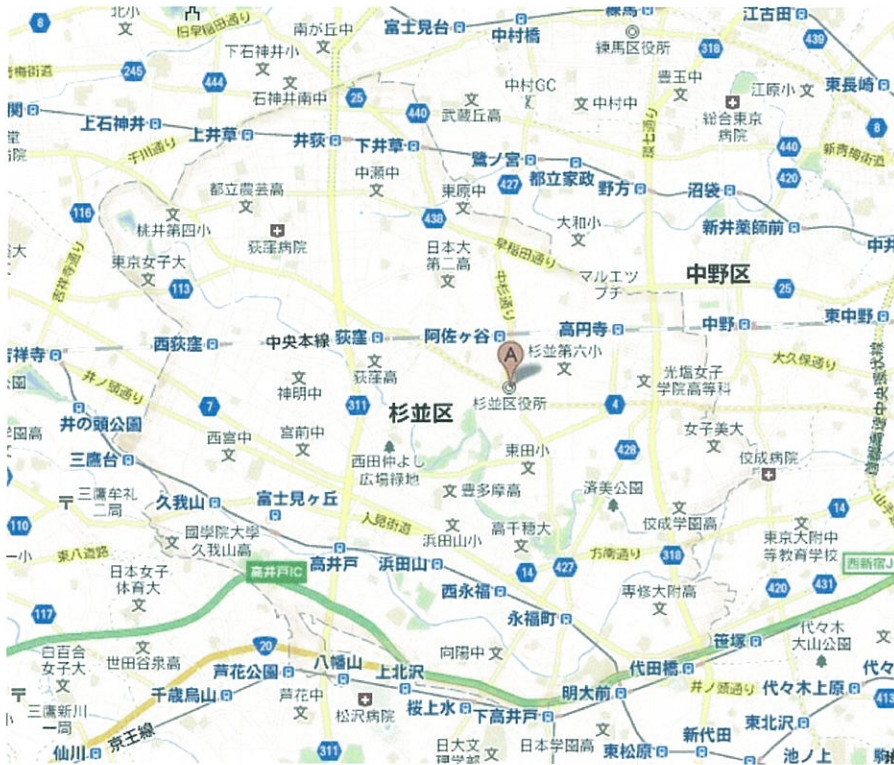 北小
旧早稲田通り
南が丘中
富士見台
中村橋
練馬
練馬区役所
江古田
8
下石神井小
318
439
青梅街道
245
444
石神井南中
25
中村GC
中村中
豊玉中
江原小
東長崎
関
440
武蔵丘高
総合東京
病院
上石神井
上井草
井荻
下井草
環七通り
440
8
新青梅街道
千川通り
中瀬中
鷺ノ宮
都立家政
420
都立農芸高
東原中
427
野方
沼袋
116
桃井第四小
438
大和小
新井薬師前
荻窪病院
日本大
第二高
早稲田通り
中井
吉祥寺通り
東京女子大
マルエツ
プチ
中野区
113
中杉通り
25
西荻窪
中央本線
荻窪
阿佐ヶ谷
高円寺
中野
東中野
吉祥寺
A
杉並第六小
大久保通り
井ノ頭通り
神明中
荻窪高
光塩女子
学院高等科
7
311
杉並区
杉並区役所
4
井の頭公園
西宮中
宮前中
東田小
428
女子美大
三鷹台
西田仲よし
広場緑地
佼成病院
三鷹牟礼
二局
久我山
富士見ヶ丘
豊多摩高
済美公園
14
110
國學院大學
久我山高
人見街道
浜田山小
高千穂大
佼成学園高
東京大附中
等教育学校
東八道路
高井戸
浜田山
方南通り
318
高井戸IC
14
427
西新宿J
日本女子
体育大
西永福
専修大附高
420
431
117
永福町
20
笹塚
代々木
大山公園
白百合
女子大
世田谷泉高
芦花公園
八幡山
上北沢
向陽中
代田橋
千歳烏山
芦花中
松沢病院
桜上水
下高井戸
明大前
井ノ頭通り
代々木上原
413
三鷹新川
一局
京王線
仙川
311
日大文
理学部
日本学園高
東松原
新代田
東北沢
池ノ上